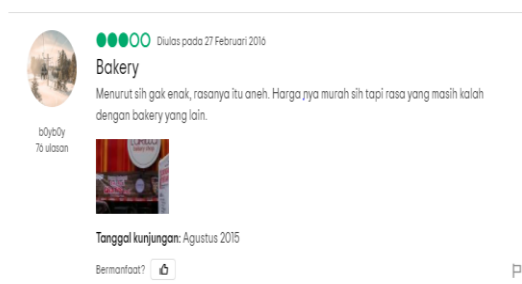 Diulas pada 27 Februari 2016
Bakery
Menurut sih gak enak, rasanya itu aneh. Harga nya murah sih tapi rasa yang masih kalah
dengan bakery yang lain.
b0yb0y
76 ulasan
Tanggal kunjungan: Agustus 2015
Bermanfaat?